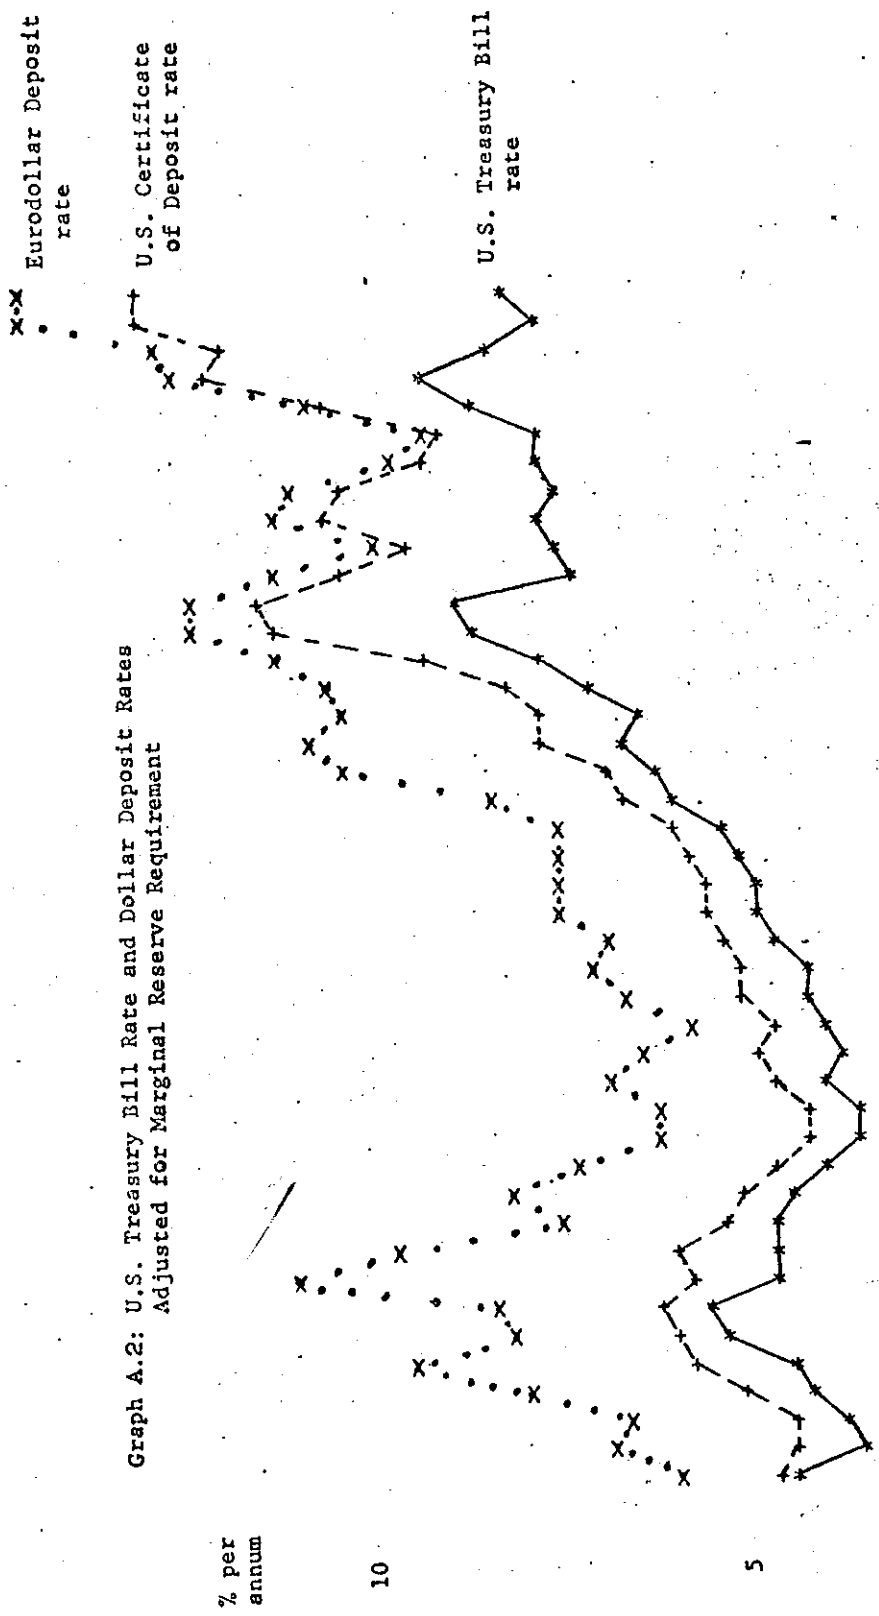 Graph A.2: U.S. Treasury Bill Rate and Dollar Deposit Rates
Adjusted for Marginal Reserve Requirement
% per
annum
10
5
Eurodollar Deposit
rate
U.S. Certificate
of Deposit rate
U.S. Treasury Bill
rate